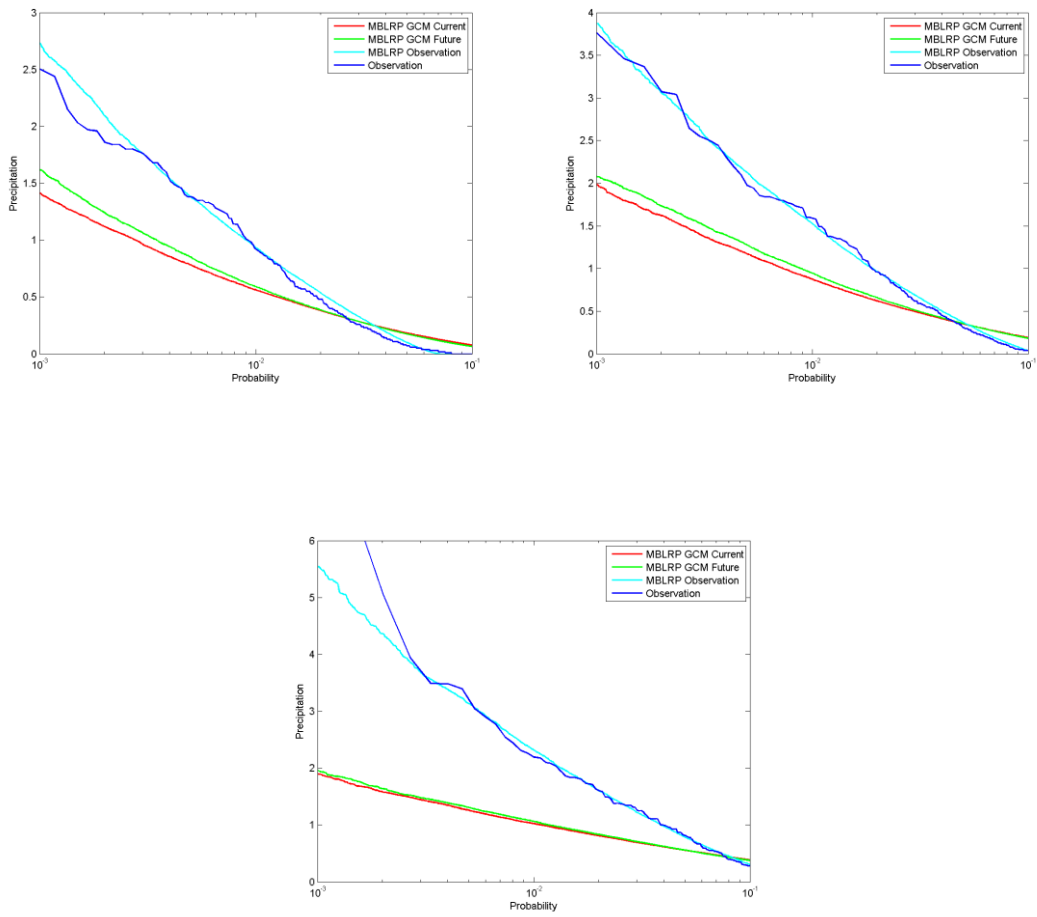 3
2.5
2
1.5
1
0.5
0
Precipitation
10-3
10-2
10-1
Probability
MBLRP GCM Current
MBLRP GCM Future
MBLRP Observation
Observation
4
3.5
3
2.5
2
1.5
1
0.5
0
Precipitation
10-3
10-2
10-1
Probability
MBLRP GCM Current
MBLRP GCM Future
MBLRP Observation
Observation
6
5
4
3
2
1
0
Precipitation
10-3
10-2
10-1
Probability
MBLRP GCM Current
MBLRP GCM Future
MBLRP Observation
Observation